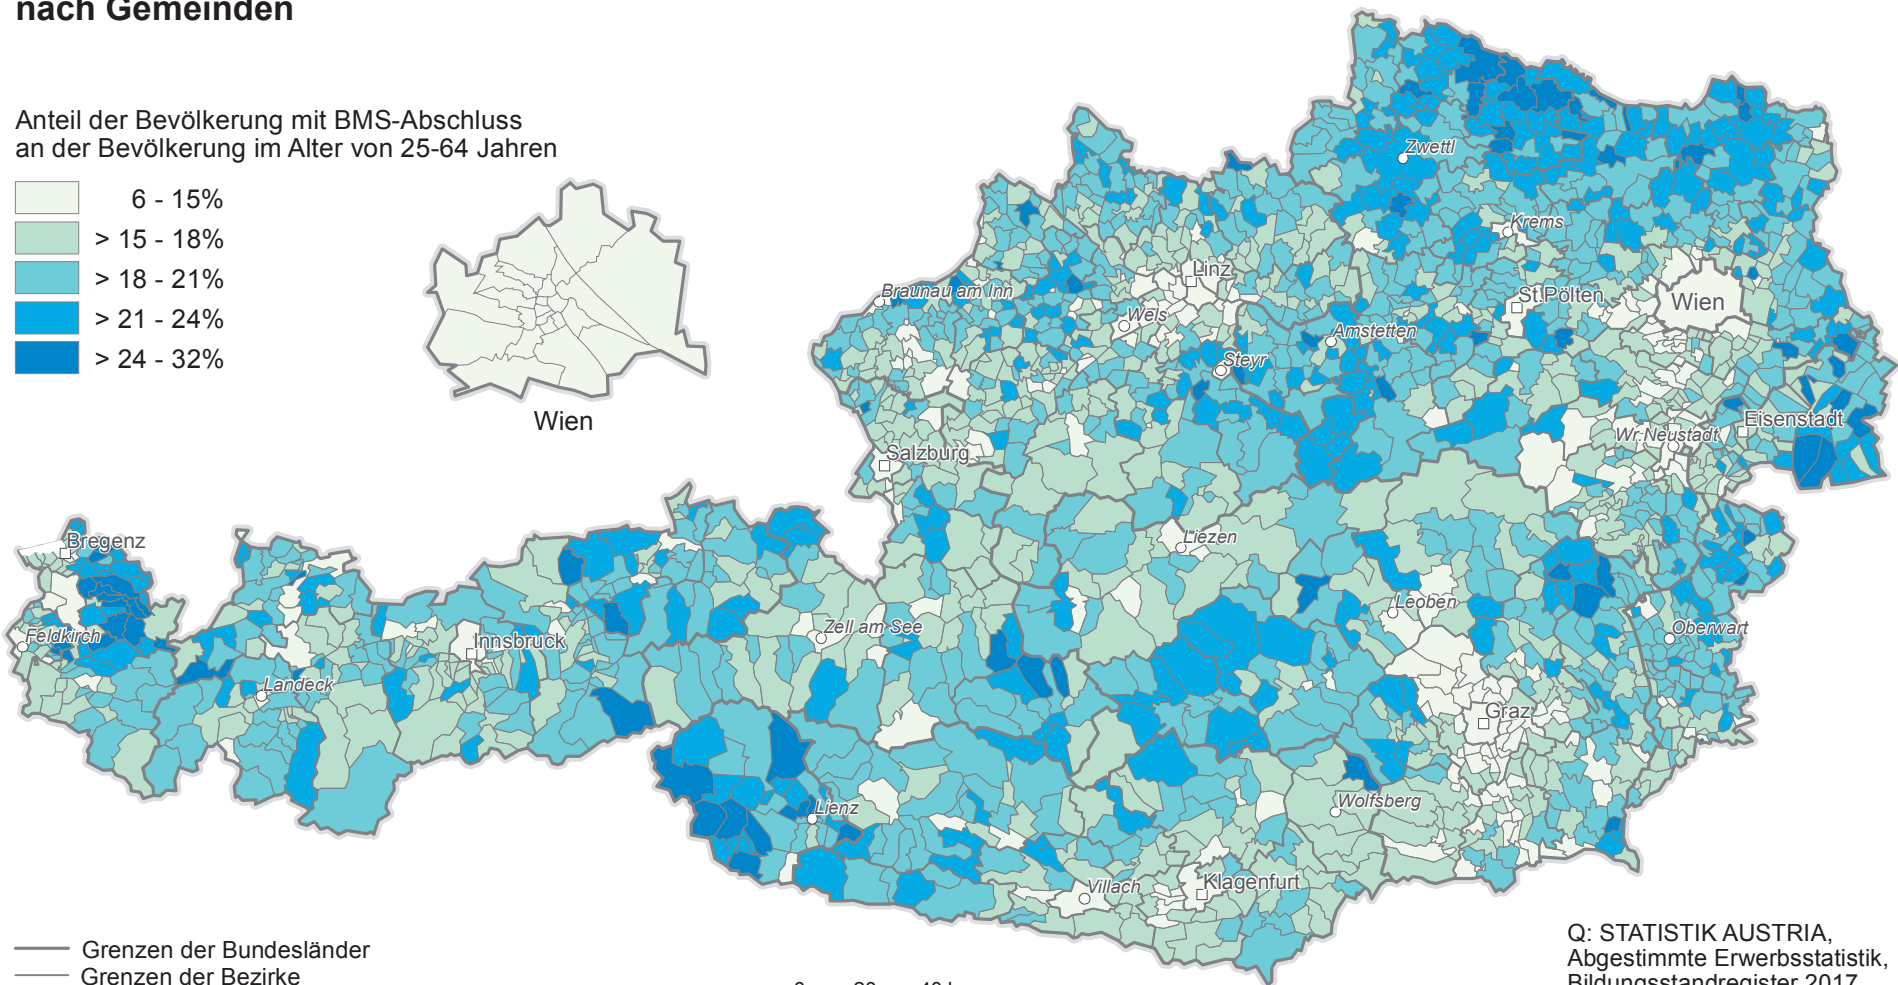 nach Gemeinden
Anteil der Bevölkerung mit BMS-Abschluss
an der Bevölkerung im Alter von 25-64 Jahren
6 - 15%
> 15 - 18%
> 18 - 21%
> 21 - 24%
> 24 - 32%
Wien
Zwettl
Krems
Linz
Braunau am Inn
St.Pölten
Wien
Wels
Amstetten
Steyr
Eisenstadt
Wr.Neustadt
Salzburg
Bregenz
Liezen
Leoben
Feldkirch
Innsbruck
Zell am See
Oberwart
Landeck
Graz
Lienz
Wolfsberg
Villach
Klagenfurt
Grenzen der Bundesländer
Grenzen der Bezirke
Q: STATISTIK AUSTRIA,
Abgestimmte Erwerbsstatistik,
Bildungsstandregister 2017